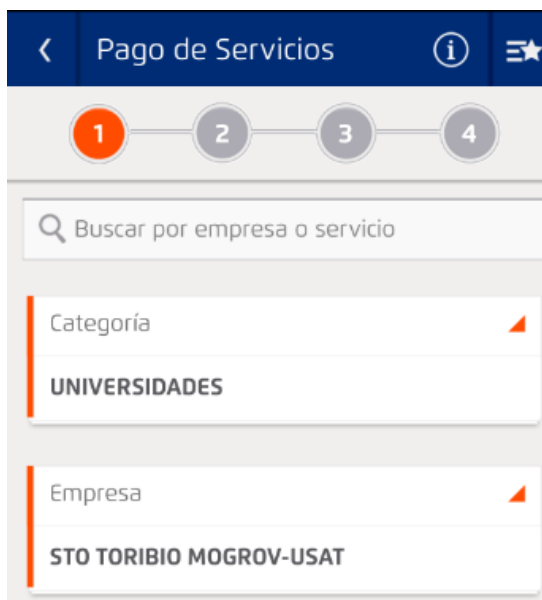 Pago de Servicios
1 2 3 4
Buscar por empresa o servicio
Categoría
UNIVERSIDADES
Empresa
STO TORIBIO MOGROV-USAT